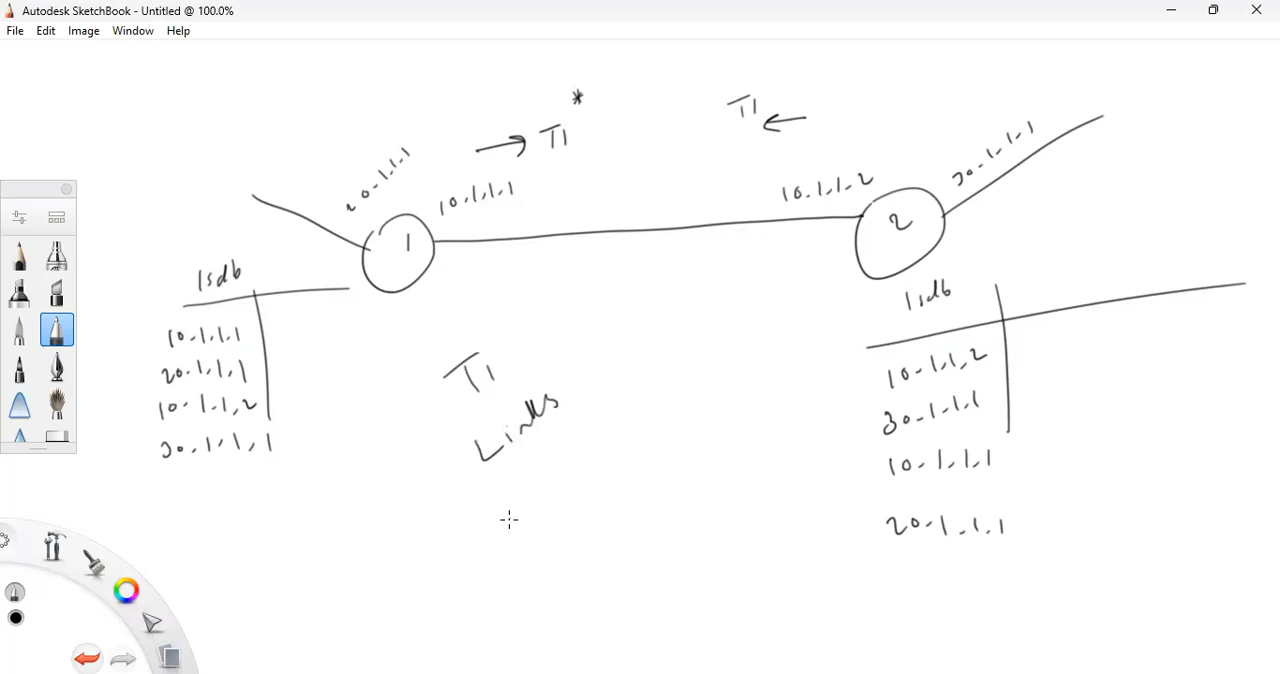 Autodesk SketchBook - Untitled @ 100.0%
File Edit Image Window Help
*
T1
T1
20.1.1.1
10.1.1.1
10.1.1.2
30.1.1.1
1
2
lsdb
10.1.1.1
20.1.1.1
10.1.1.2
30.1.1.1
T1
Links
lsdb
10.1.1.2
30.1.1.1
10.1.1.1
20.1.1.1